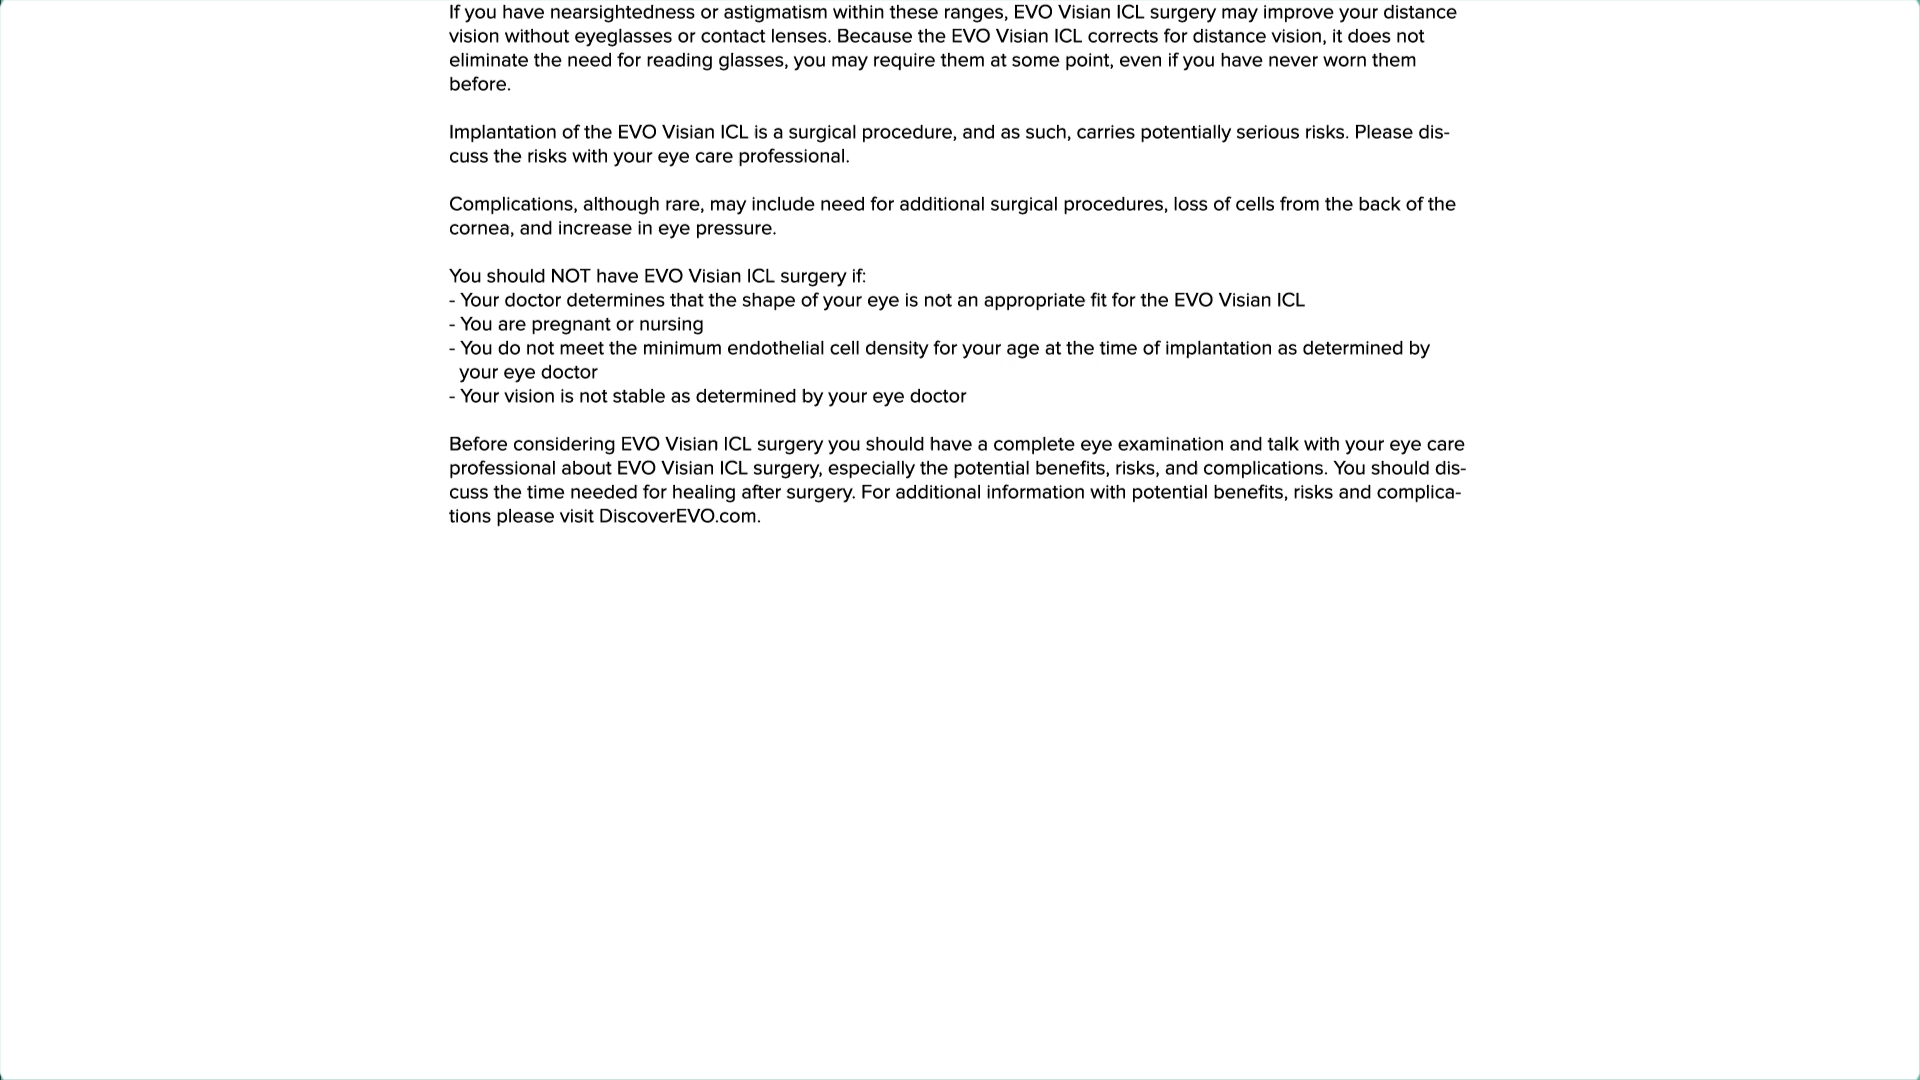 If you have nearsightedness or astigmatism within these ranges, EVO Visian ICL surgery may improve your distance
vision without eyeglasses or contact lenses. Because the EVO Visian ICL corrects for distance vision, it does not
eliminate the need for reading glasses, you may require them at some point, even if you have never worn them
before.
Implantation of the EVO Visian ICL is a surgical procedure, and as such, carries potentially serious risks. Please dis-
cuss the risks with your eye care professional.
Complications, although rare, may include need for additional surgical procedures, loss of cells from the back of the
cornea, and increase in eye pressure.
You should NOT have EVO Visian ICL surgery if:
- Your doctor determines that the shape of your eye is not an appropriate fit for the EVO Visian ICL
- You are pregnant or nursing
- You do not meet the minimum endothelial cell density for your age at the time of implantation as determined by
your eye doctor
- Your vision is not stable as determined by your eye doctor
Before considering EVO Visian ICL surgery you should have a complete eye examination and talk with your eye care
professional about EVO Visian ICL surgery, especially the potential benefits, risks, and complications. You should dis-
cuss the time needed for healing after surgery. For additional information with potential benefits, risks and complica-
tions please visit DiscoverEVO.com.